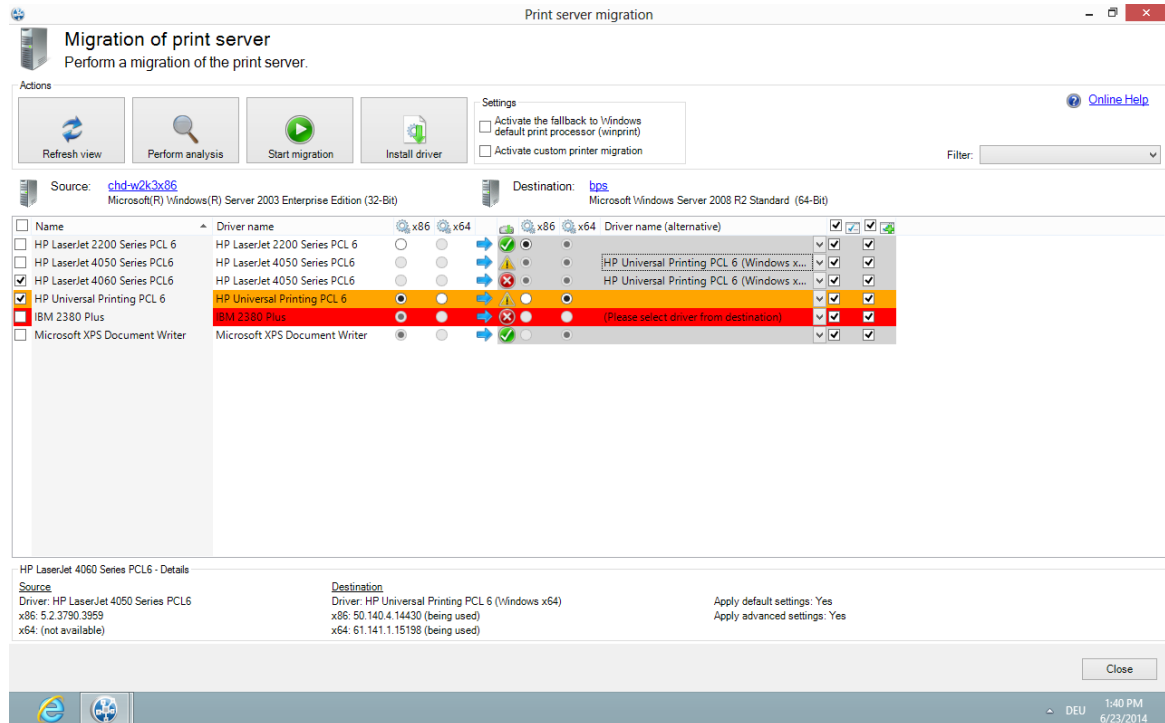 Print server migration
Migration of print server
Perform a migration of the print server.
Actions
Refresh view
Perform analysis
Start migration
Install driver
Settings
Activate the fallback to Windows
default print processor (winprint)
Activate custom printer migration
Online Help
Filter:
Source: chd-w2k3x86
Microsoft(R) Windows(R) Server 2003 Enterprise Edition (32-Bit)
Destination: bps
Microsoft Windows Server 2008 R2 Standard (64-Bit)
Name Driver name x86 x64 x86 x64 Driver name (alternative)
HP LaserJet 2200 Series PCL 6 HP LaserJet 2200 Series PCL 6
HP LaserJet 4050 Series PCL6 HP LaserJet 4050 Series PCL6 HP Universal Printing PCL 6 (Windows x...
HP LaserJet 4060 Series PCL6 HP LaserJet 4050 Series PCL6 HP Universal Printing PCL 6 (Windows x...
HP Universal Printing PCL 6 HP Universal Printing PCL 6
IBM 2380 Plus IBM 2380 Plus (Please select driver from destination)
Microsoft XPS Document Writer Microsoft XPS Document Writer
HP LaserJet 4060 Series PCL6 - Details
Source
Driver: HP LaserJet 4050 Series PCL6
x86: 5.2.3790.3959
x64: (not available)
Destination
Driver: HP Universal Printing PCL 6 (Windows x64)
x86: 50.140.4.14430 (being used)
x64: 61.141.1.15198 (being used)
Apply default settings: Yes
Apply advanced settings: Yes
Close
DEU
1:40 PM
6/23/2014